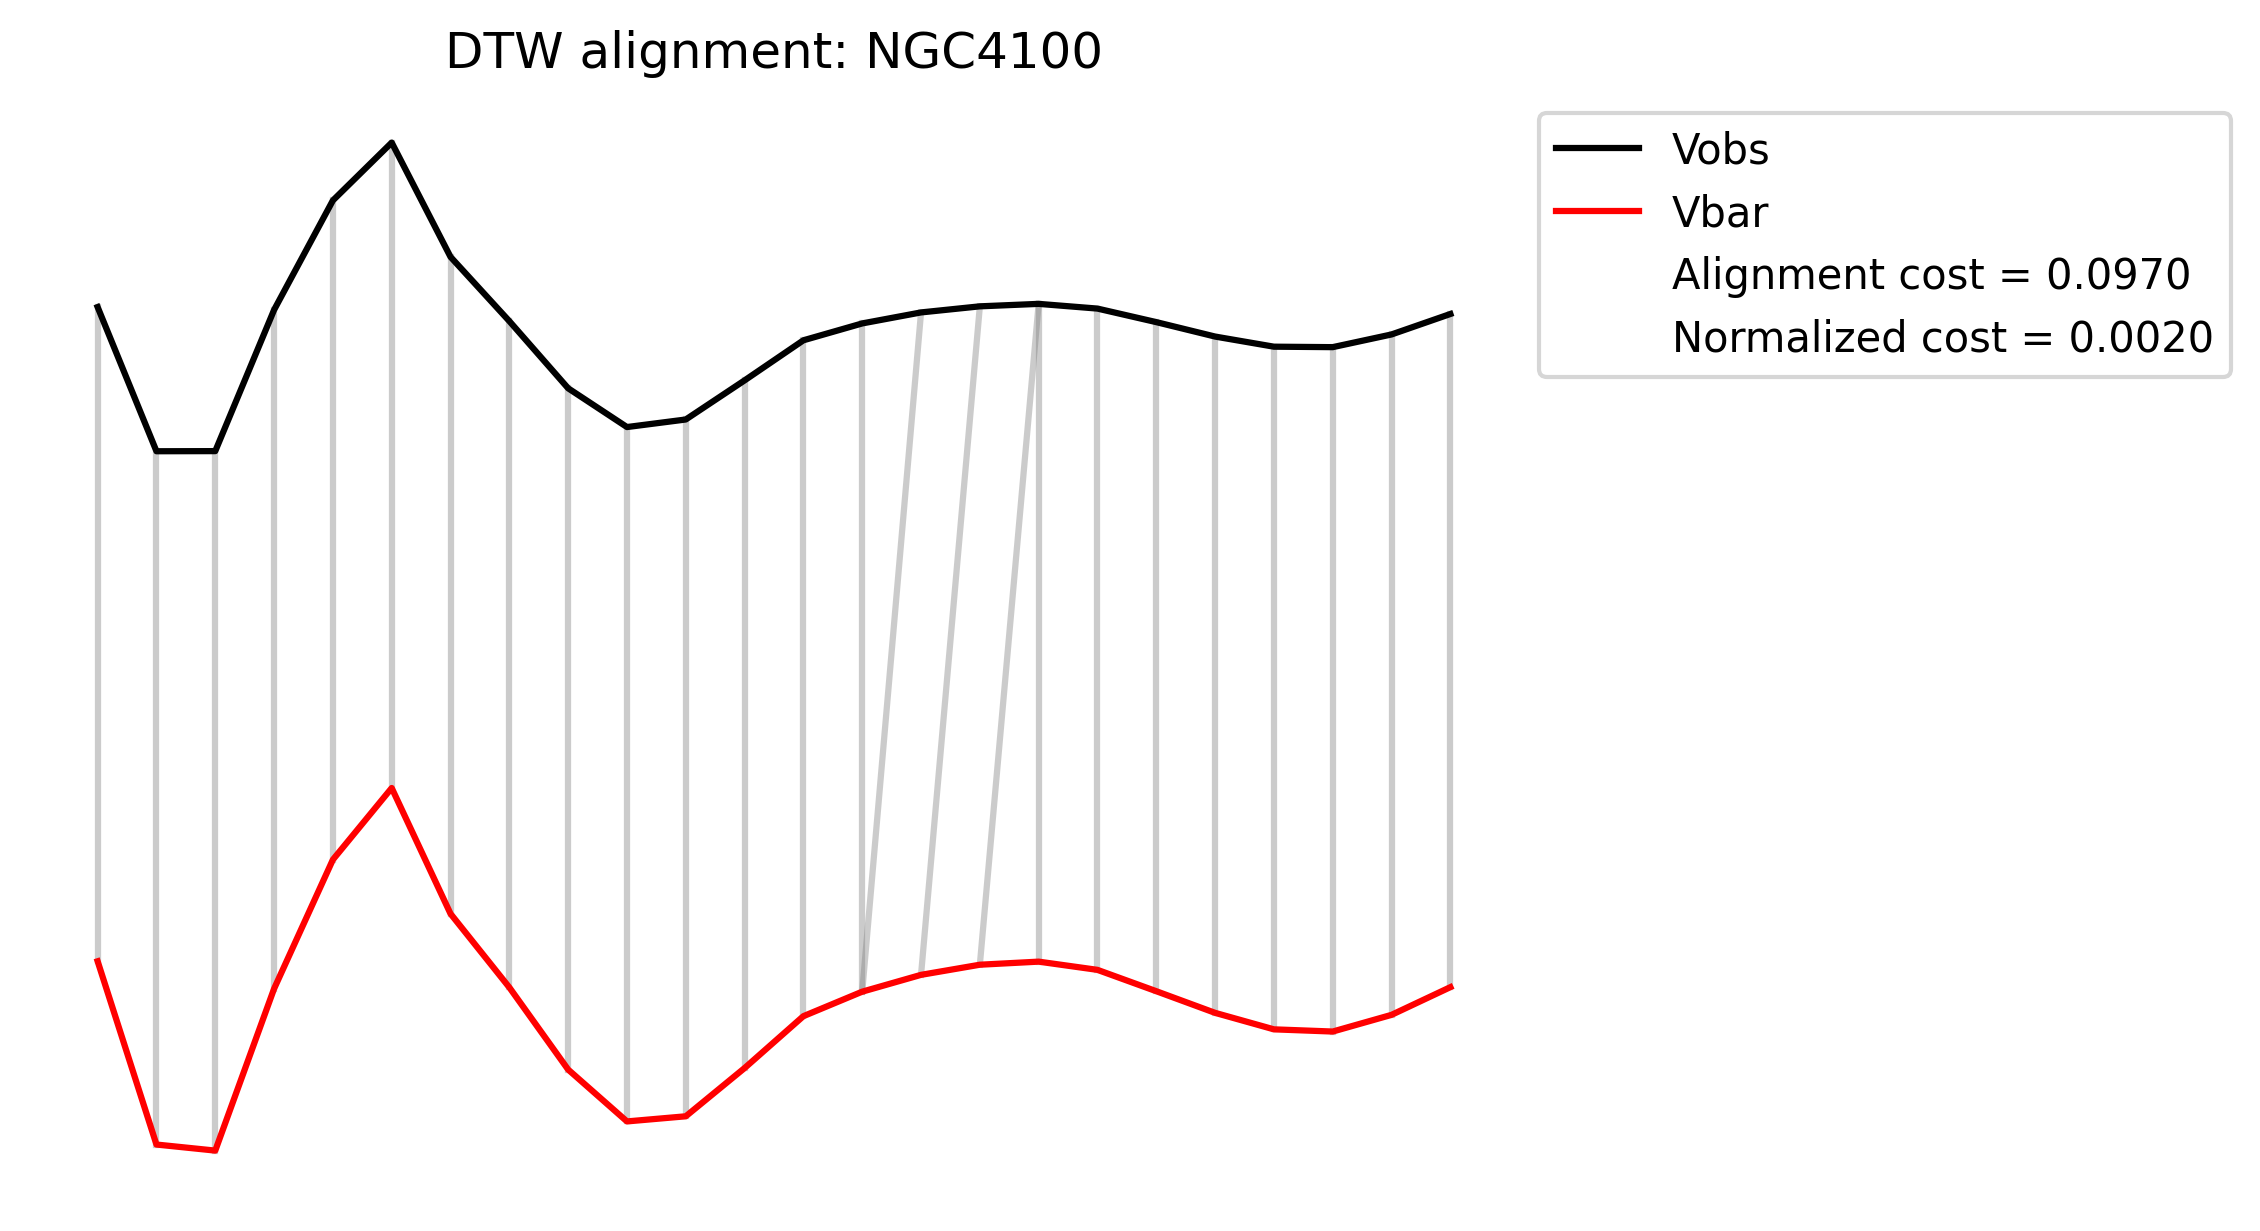 DTW alignment: NGC4100
Vobs
Vbar
Alignment cost = 0.0970
Normalized cost = 0.0020